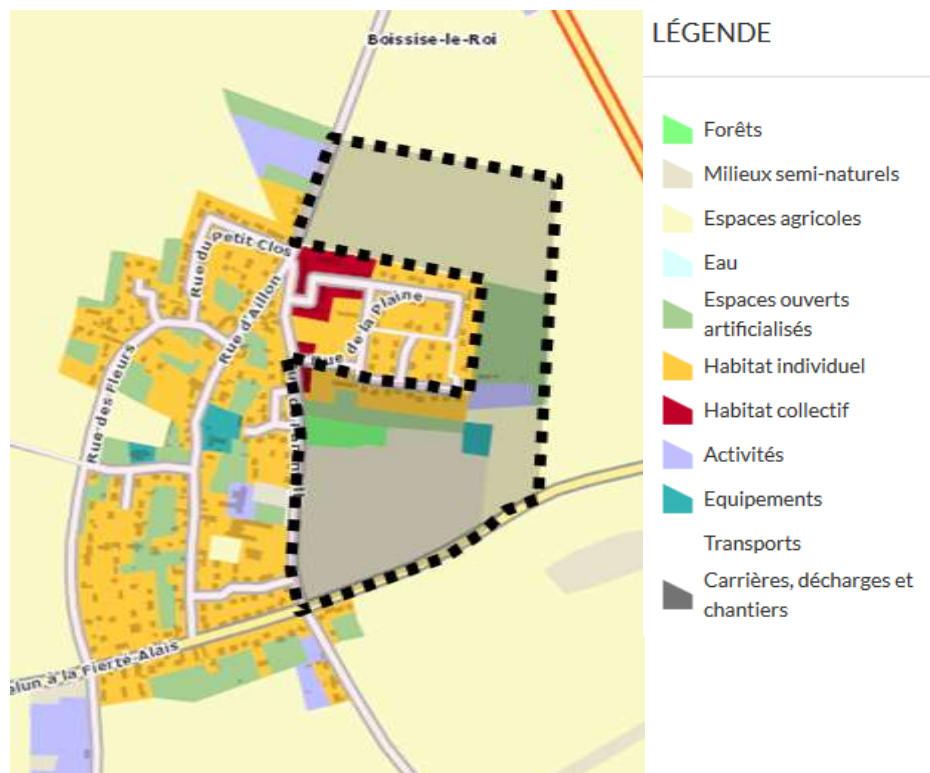 Boissise-le-Roi
Petit Clos
Rue du
Rue d'Aillon
Rue de la plaine
Rue des Fleurs
elun à la Fierté-Alais
LÉGENDE
Forêts
Milieux semi-naturels
Espaces agricoles
Eau
Espaces ouverts
artificialisés
Habitat individuel
Habitat collectif
Activités
Equipements
Transports
Carrières, décharges et
chantiers